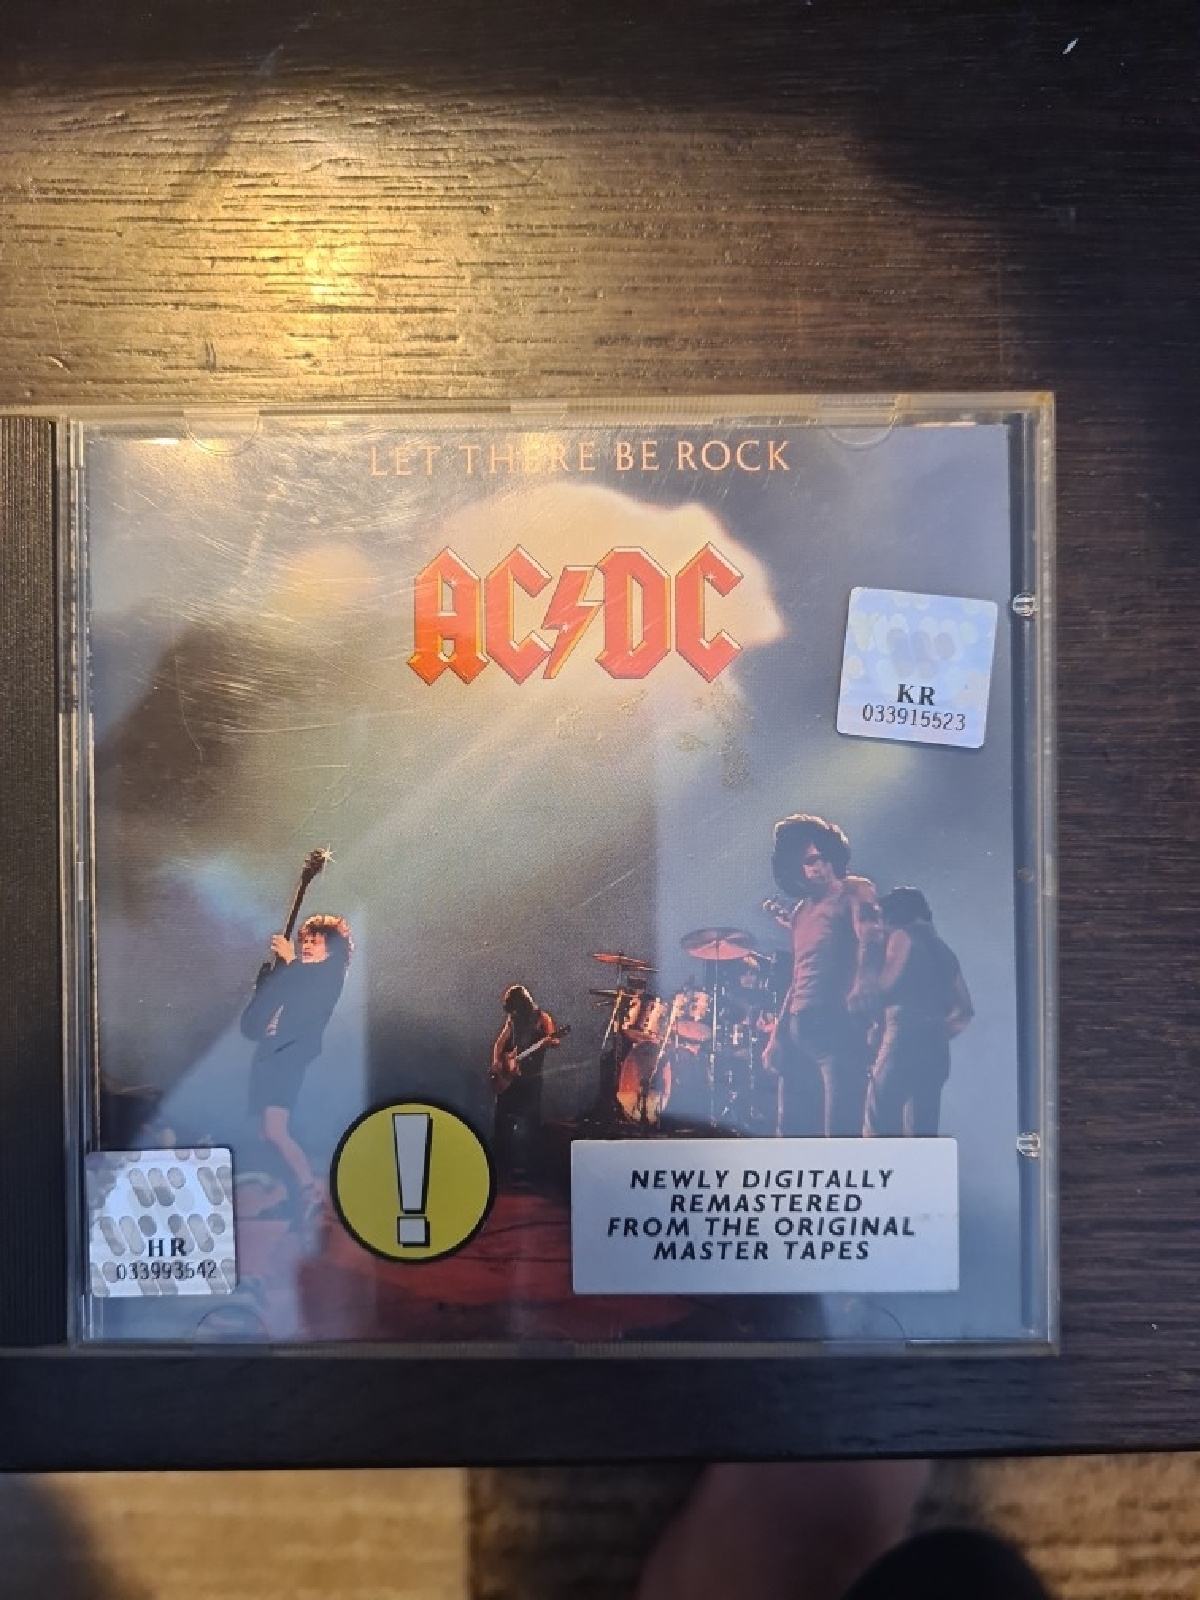 LET THERE BE ROCK
AC/DC
KR
033915523
!
HR
033993542
NEWLY DIGITALLY
REMASTERED
FROM THE ORIGINAL
MASTER TAPES